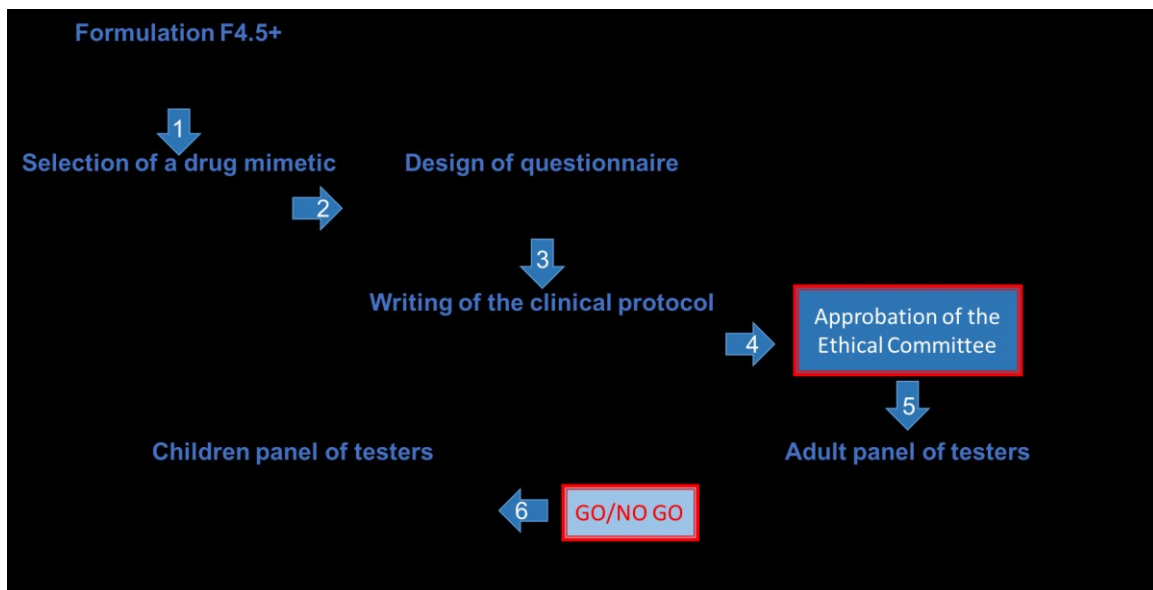 Formulation F4.5+
1
Selection of a drug mimetic
Design of questionnaire
2
3
Writing of the clinical protocol
4
Approbation of the
Ethical Committee
5
Children panel of testers
Adult panel of testers
6
GO/NO GO